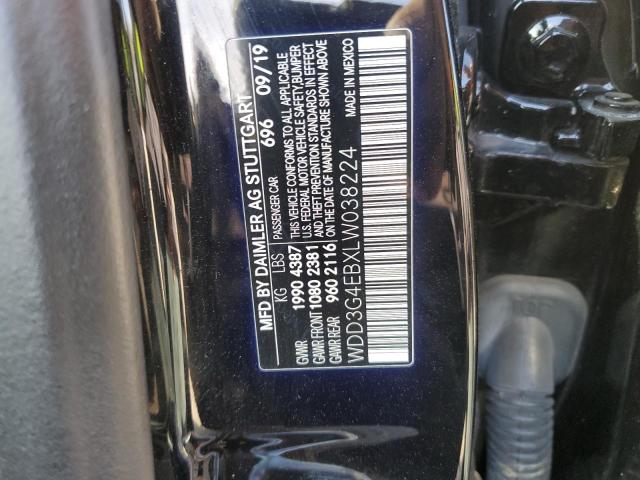 MFD BY DAIMLER AG STUTTGART
696 09/19
PASSENGER CAR
THIS VEHICLE CONFORMS TO ALL APPLICABLE
U.S. FEDERAL MOTOR VEHICLE SAFETY, BUMPER
AND THEFT PREVENTION STANDARDS IN EFFECT
ON THE DATE OF MANUFACTURE SHOWN ABOVE
MADE IN MEXICO
KG LBS
GVWR 1990 4387
GAWR FRONT 1080 2381
GAWR REAR 960 2116
WDD3G4EBXLW038224